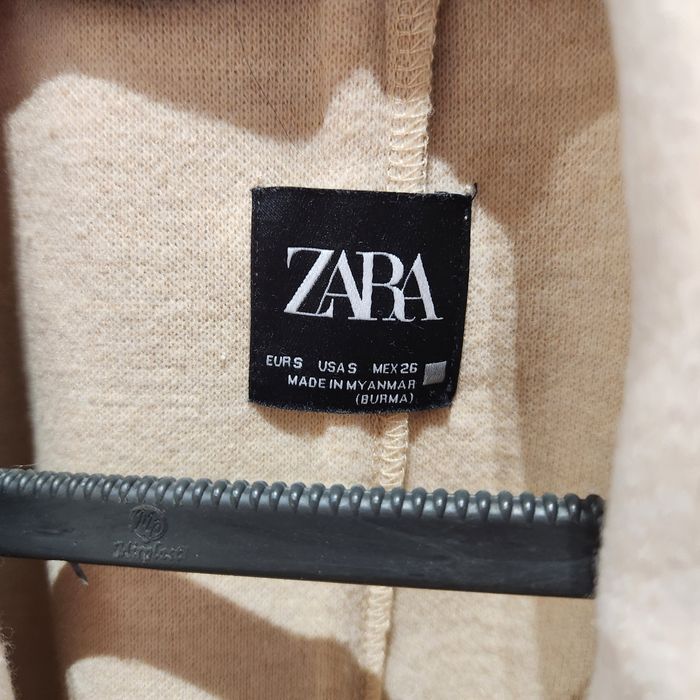 ZARA
EUR S USA S MEX 26
MADE IN MYANMAR
(BURMA)